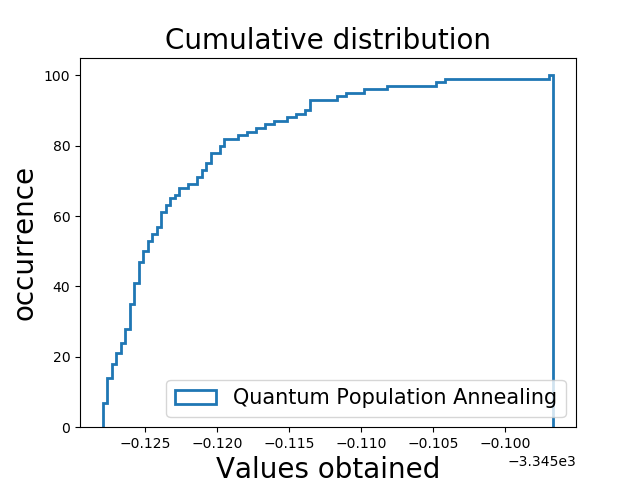 Cumulative distribution
occurrence
100
80
60
40
20
0
Quantum Population Annealing
−0.125 −0.120 −0.115 −0.110 −0.105 −0.100
−3.345e3
Values obtained